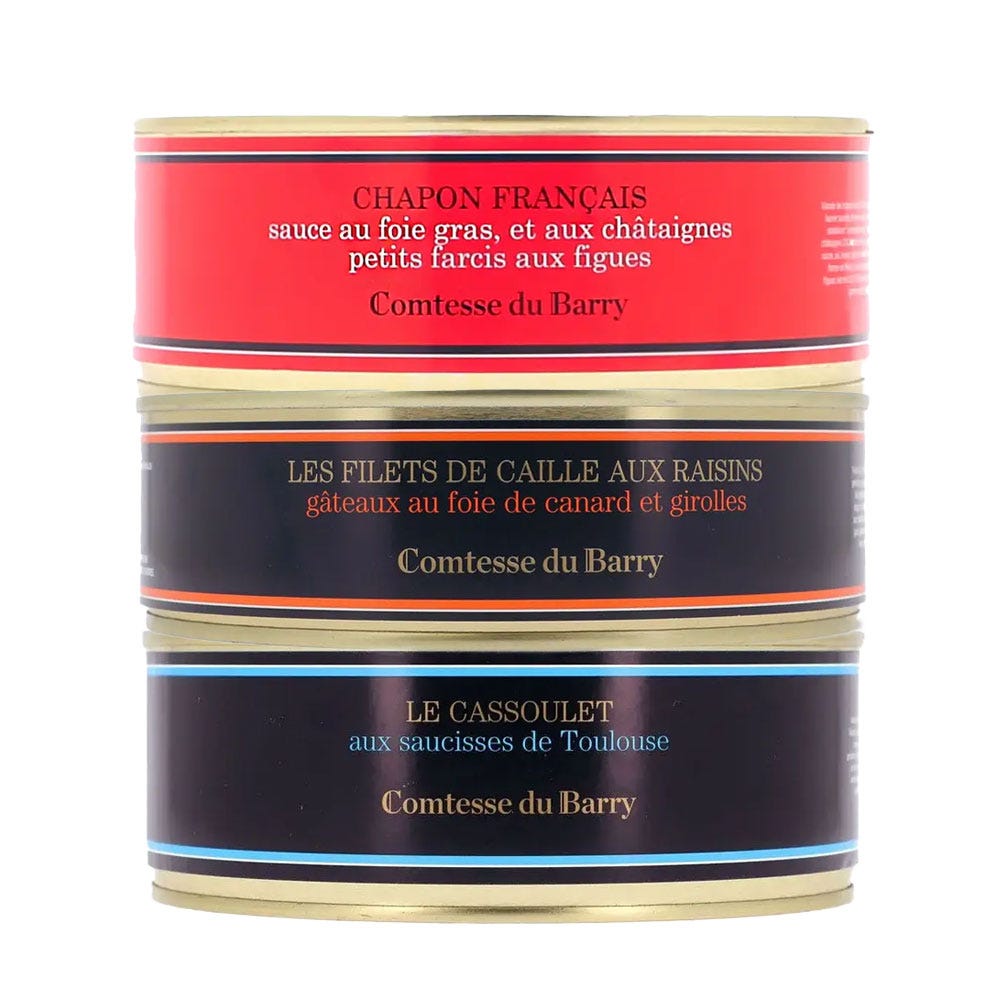 CHAPON FRANÇAIS
sauce au foie gras, et aux châtaignes
petits farcis aux figues
Comtesse du Barry
LES FILETS DE CAILLE AUX RAISINS
gâteaux au foie de canard et girolles
Comtesse du Barry
LE CASSOULET
aux saucisses de Toulouse
Comtesse du Barry